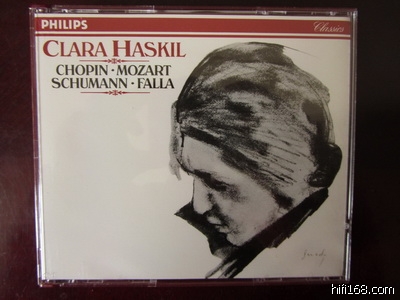 PHILIPS
Classics
CLARA HASKIL
CHOPIN · MOZART
SCHUMANN · FALLA
hifi168.com